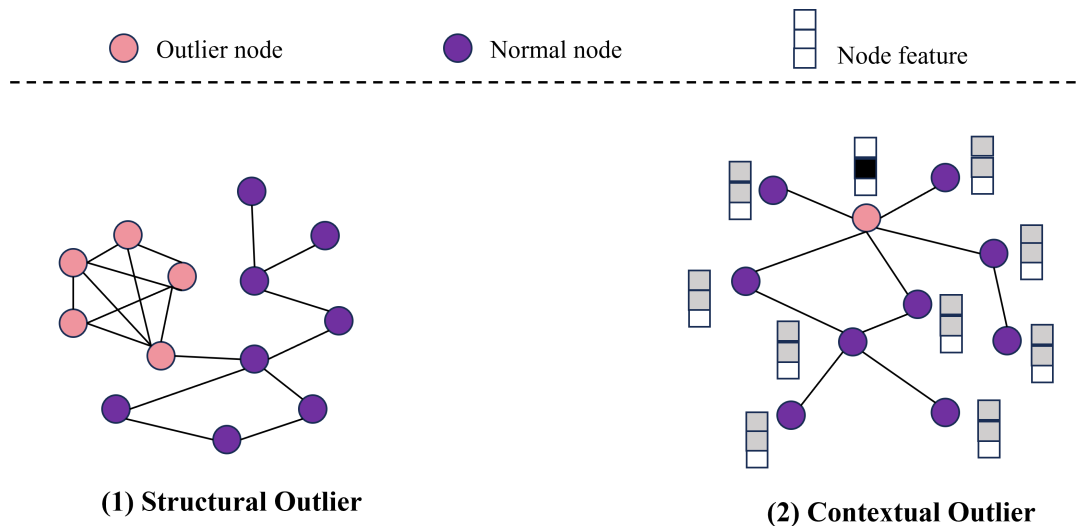 Outlier node
Normal node
Node feature
(1) Structural Outlier
(2) Contextual Outlier